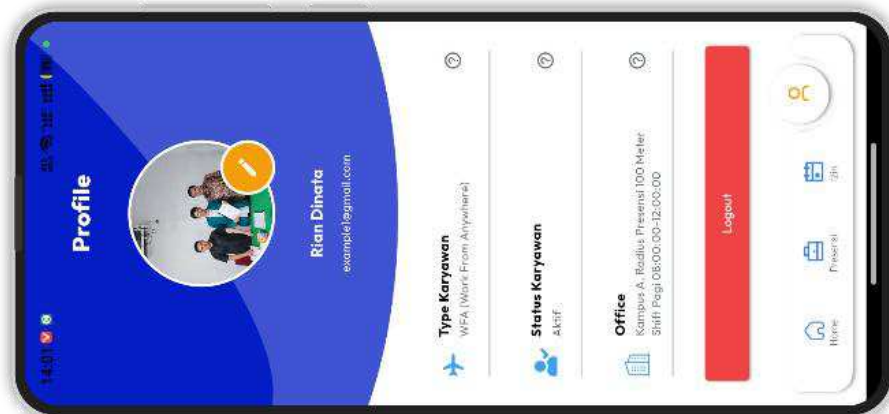 14:01
Profile
Rian Dinata
example1@gmail.com
Type Karyawan
WFA (Work From Anywhere)
Status Karyawan
Aktif
Office
Kampus A, Radius Presensi 100 Meter
Shift Pagi 08:00:00-12:00:00
Logout
Home
Presensi
Izin